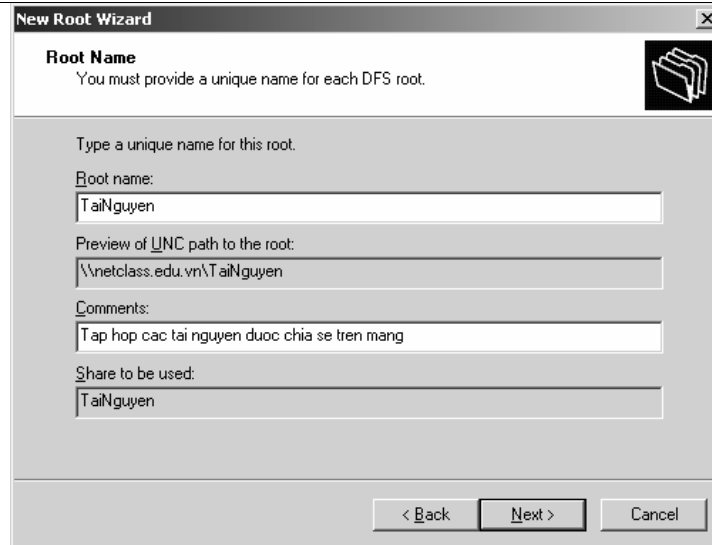 New Root Wizard
Root Name
You must provide a unique name for each DFS root.
Type a unique name for this root.
Root name:
TaiNguyen
Preview of UNC path to the root:
\\netclass.edu.vn\TaiNguyen
Comments:
Tap hop cac tai nguyen duoc chia se tren mang
Share to be used:
TaiNguyen
< Back Next > Cancel